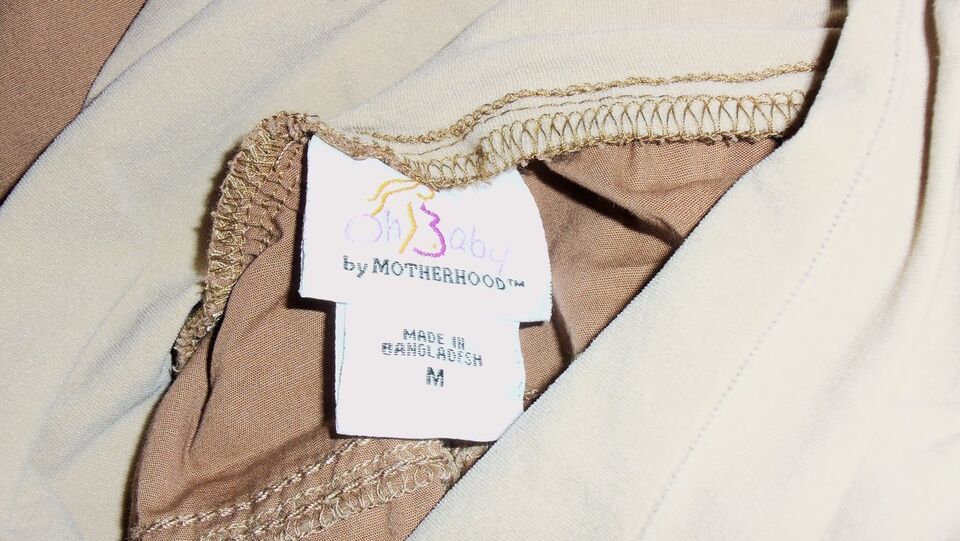 Oh Baby
by MOTHERHOOD™
MADE IN
BANGLADESH
M